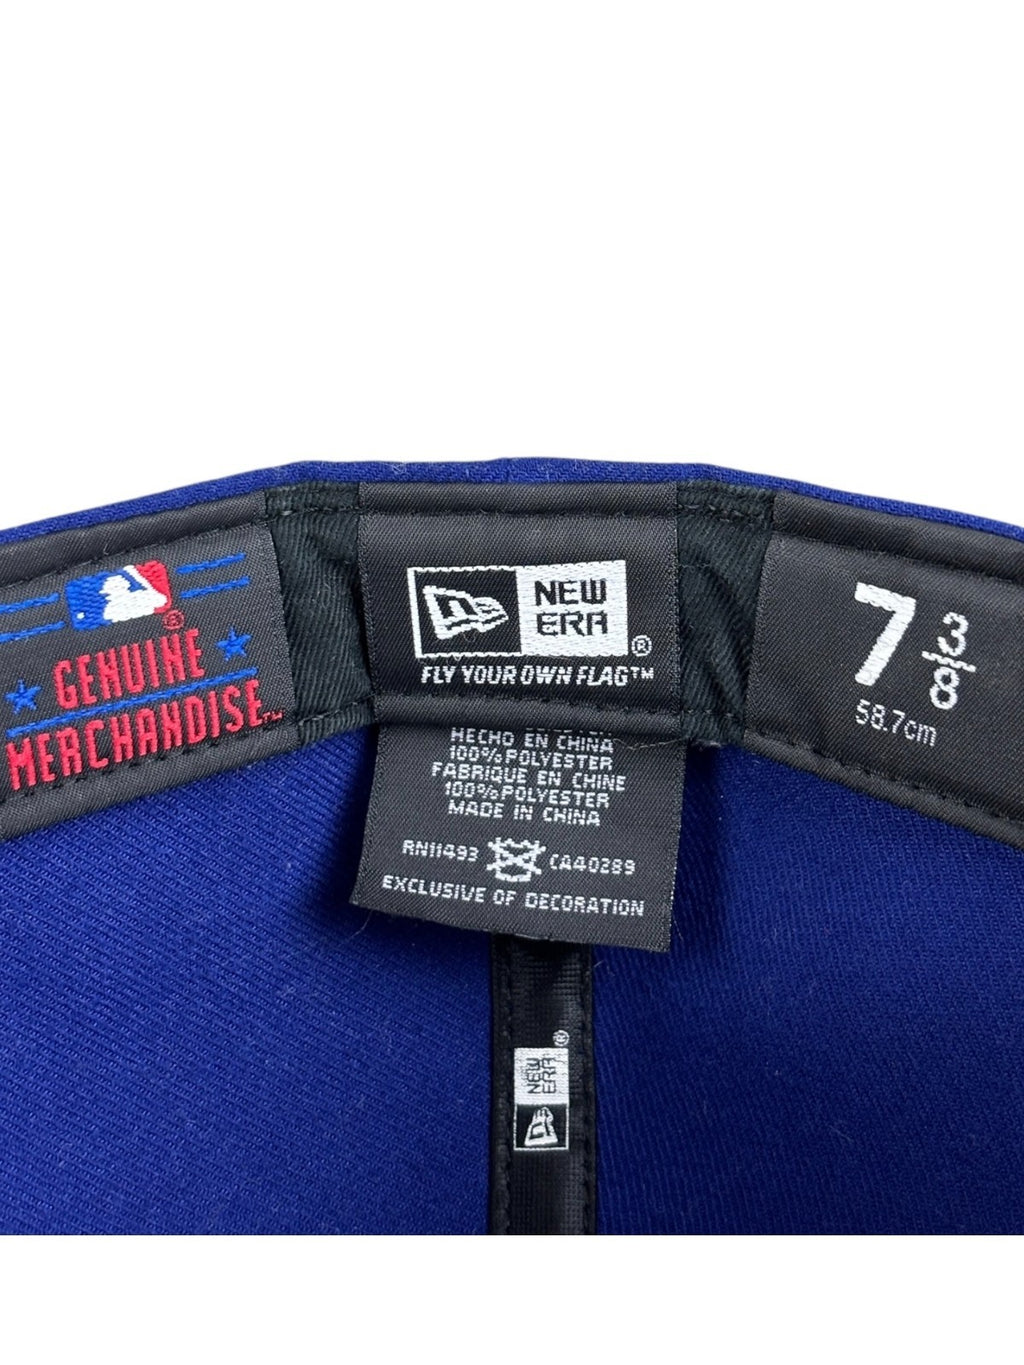 GENUINE
MERCHANDISE™
®
NEW
ERA
®
FLY YOUR OWN FLAG™
7 3/8
58.7cm
HECHO EN CHINA
100% POLYESTER
FABRIQUE EN CHINE
100% POLYESTER
MADE IN CHINA
RN11493 CA40289
EXCLUSIVE OF DECORATION
NEW
ERA
®